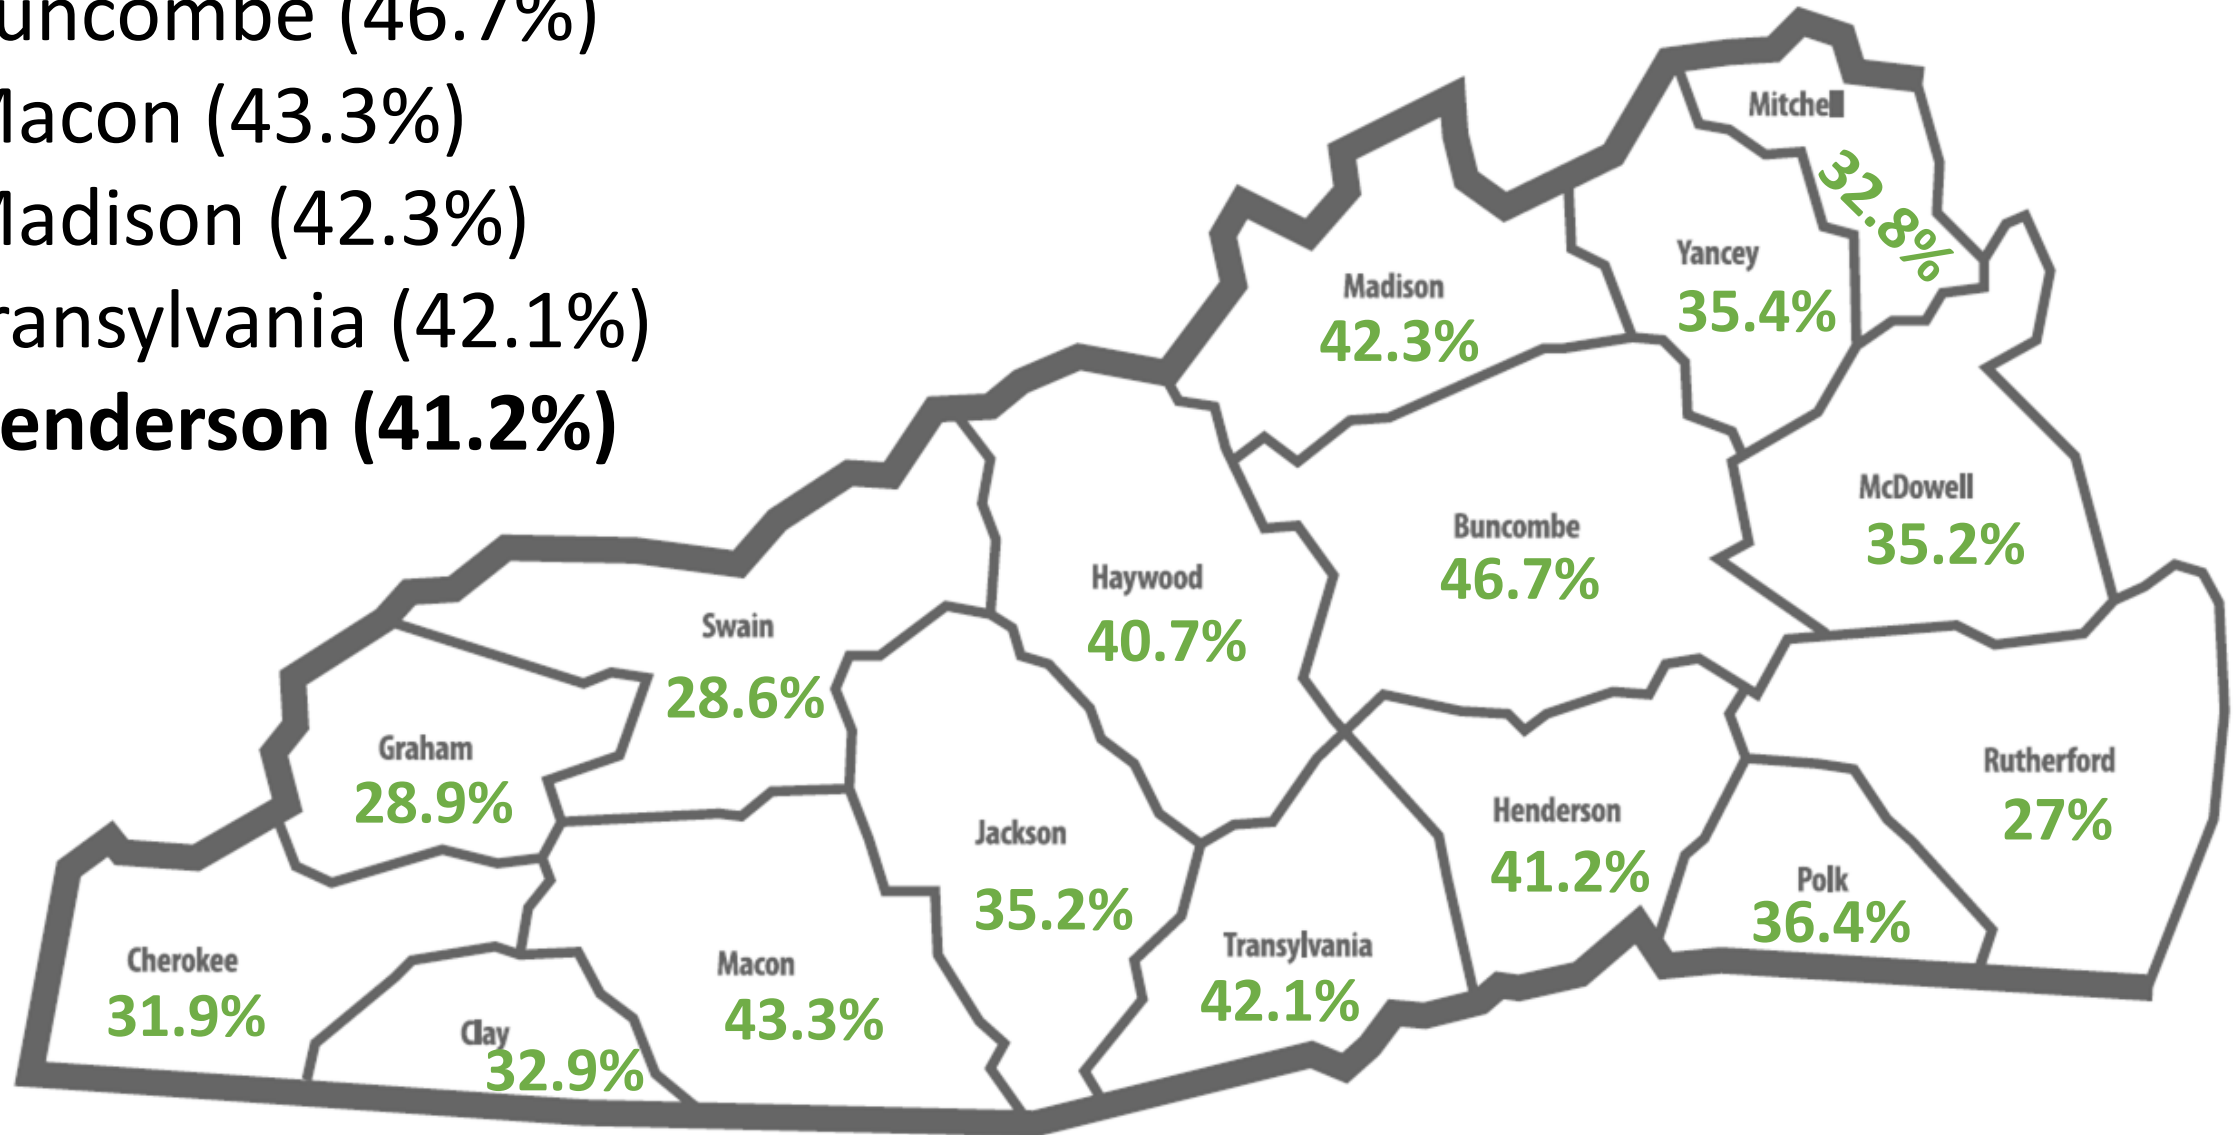 uncombe (46.7%)
Macon (43.3%)
Madison (42.3%)
ransylvania (42.1%)
enderson (41.2%)
Mitchell
32.8%
Yancey
35.4%
Madison
42.3%
McDowell
35.2%
Buncombe
46.7%
Haywood
40.7%
Swain
28.6%
Graham
28.9%
Rutherford
27%
Henderson
41.2%
Jackson
35.2%
Polk
36.4%
Transylvania
42.1%
Cherokee
31.9%
Macon
43.3%
Clay
32.9%